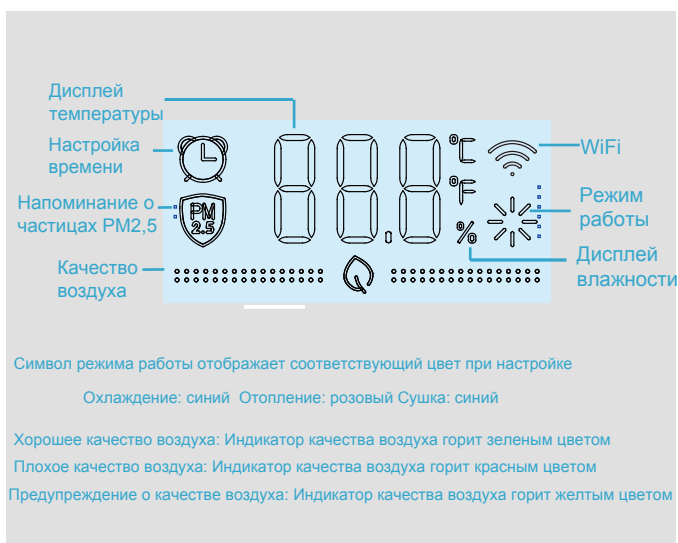 Дисплей
температуры
Настройка
времени
Напоминание о
частицах PM2,5
Качество
воздуха
°C
°F
%
PM
2.5
WiFi
Режим
работы
Дисплей
влажности
Символ режима работы отображает соответствующий цвет при настройке
Охлаждение: синий Отопление: розовый Сушка: синий
Хорошее качество воздуха: Индикатор качества воздуха горит зеленым цветом
Плохое качество воздуха: Индикатор качества воздуха горит красным цветом
Предупреждение о качестве воздуха: Индикатор качества воздуха горит желтым цветом